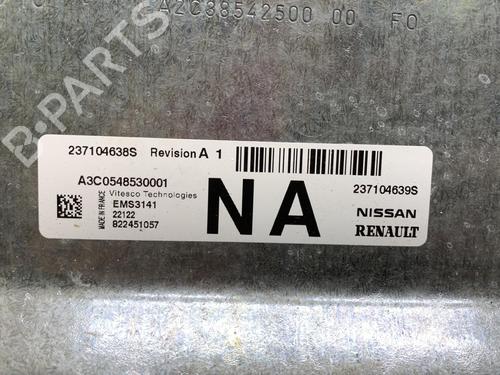 A2C38542500 00 F0
B-PARTS
237104638S Revision A 1
A3C0548530001
Vitesco Technologies
MADE IN FRANCE
EMS3141
22122
822451057
NA
237104639S
NISSAN
RENAULT